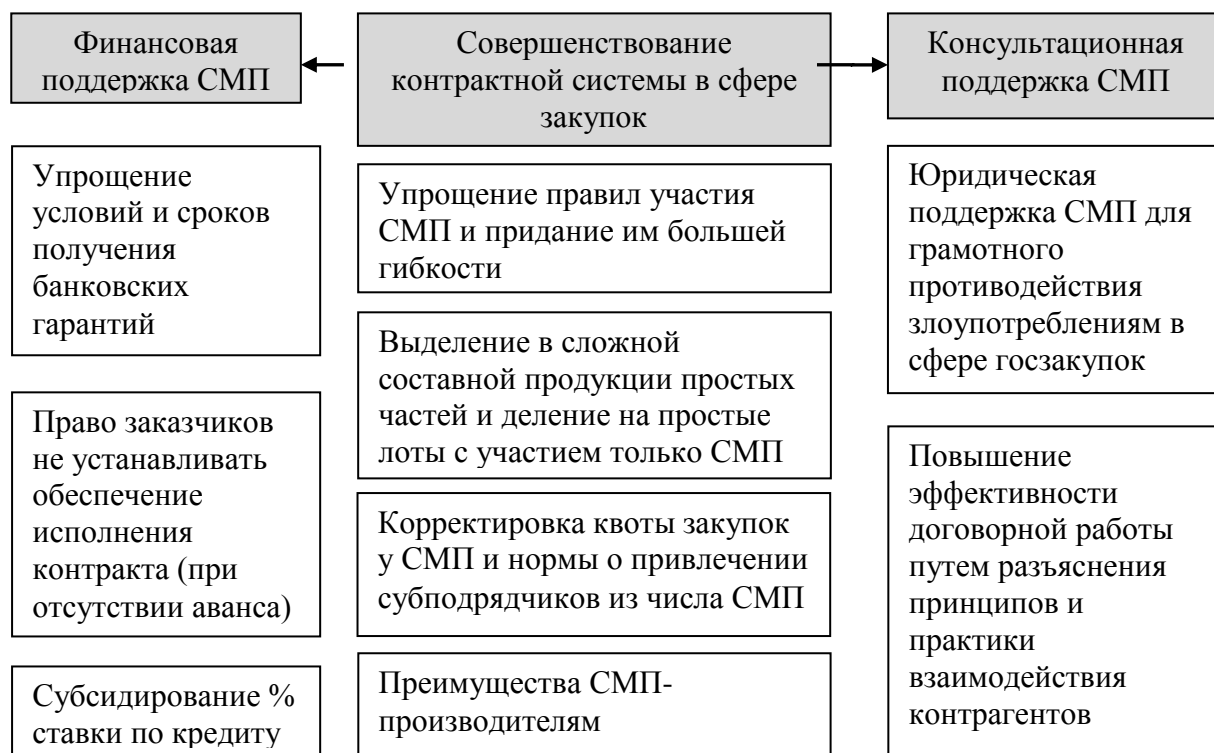 Финансовая
поддержка СМП
Совершенствование
контрактной системы в сфере
закупок
Консультационная
поддержка СМП
Упрощение
условий и сроков
получения
банковских
гарантий
Право заказчиков
не устанавливать
обеспечение
исполнения
контракта (при
отсутствии аванса)
Субсидирование %
ставки по кредиту
Упрощение правил участия
СМП и придание им большей
гибкости
Выделение в сложной
составной продукции простых
частей и деление на простые
лоты с участием только СМП
Корректировка квоты закупок
у СМП и нормы о привлечении
субподрядчиков из числа СМП
Преимущества СМП-
производителям
Юридическая
поддержка СМП для
грамотного
противодействия
злоупотреблениям в
сфере госзакупок
Повышение
эффективности
договорной работы
путем разъяснения
принципов и
практики
взаимодействия
контрагентов